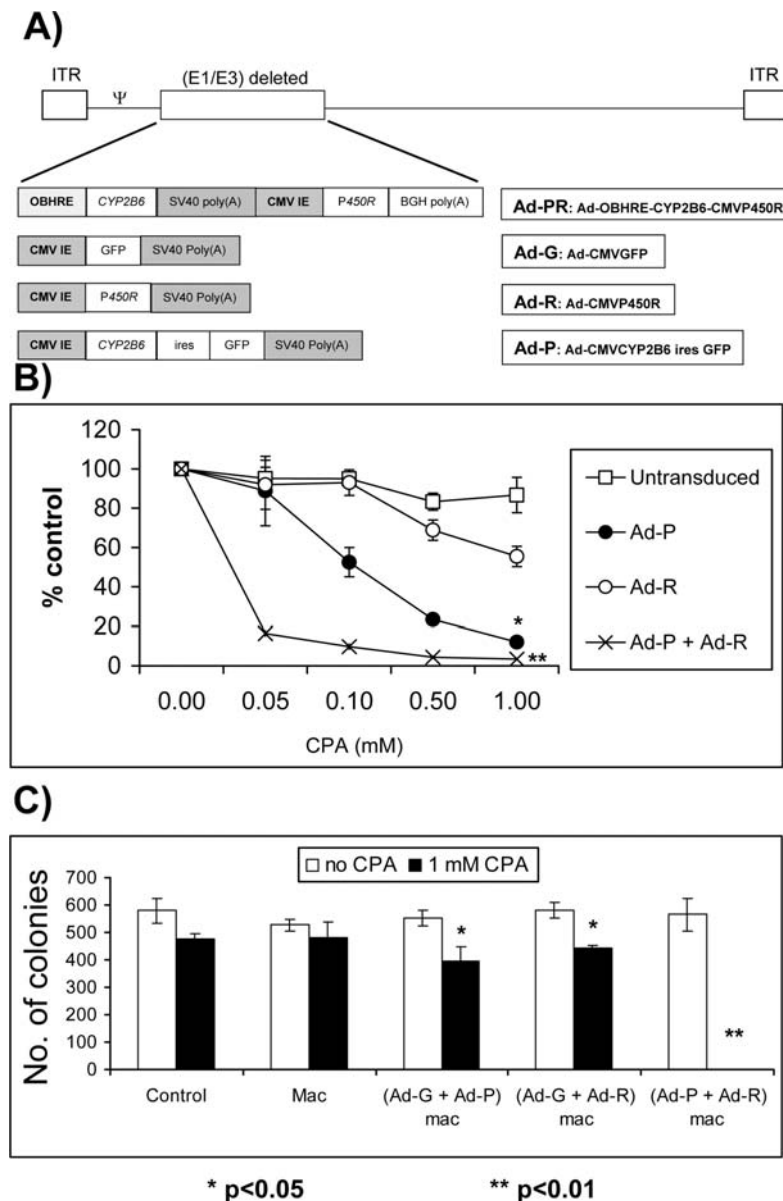 A)
ITR
Ψ
(E1/E3) deleted
ITR
OBHRE CYP2B6 SV40 poly(A) CMV IE P450R BGH poly(A)
Ad-PR: Ad-OBHRE-CYP2B6-CMVP450R
CMV IE GFP SV40 Poly(A)
Ad-G: Ad-CMVGFP
CMV IE P450R SV40 Poly(A)
Ad-R: Ad-CMVP450R
CMV IE CYP2B6 ires GFP SV40 Poly(A)
Ad-P: Ad-CMVCYP2B6 ires GFP
B)
% control
120
100
80
60
40
20
0
0.00 0.05 0.10 0.50 1.00
CPA (mM)
*
**
Untransduced
Ad-P
Ad-R
Ad-P + Ad-R
C)
no CPA 1 mM CPA
No. of colonies
700
600
500
400
300
200
100
0
* * **
Control Mac (Ad-G + Ad-P) (Ad-G + Ad-R) (Ad-P + Ad-R)
mac mac mac
* p<0.05 ** p<0.01